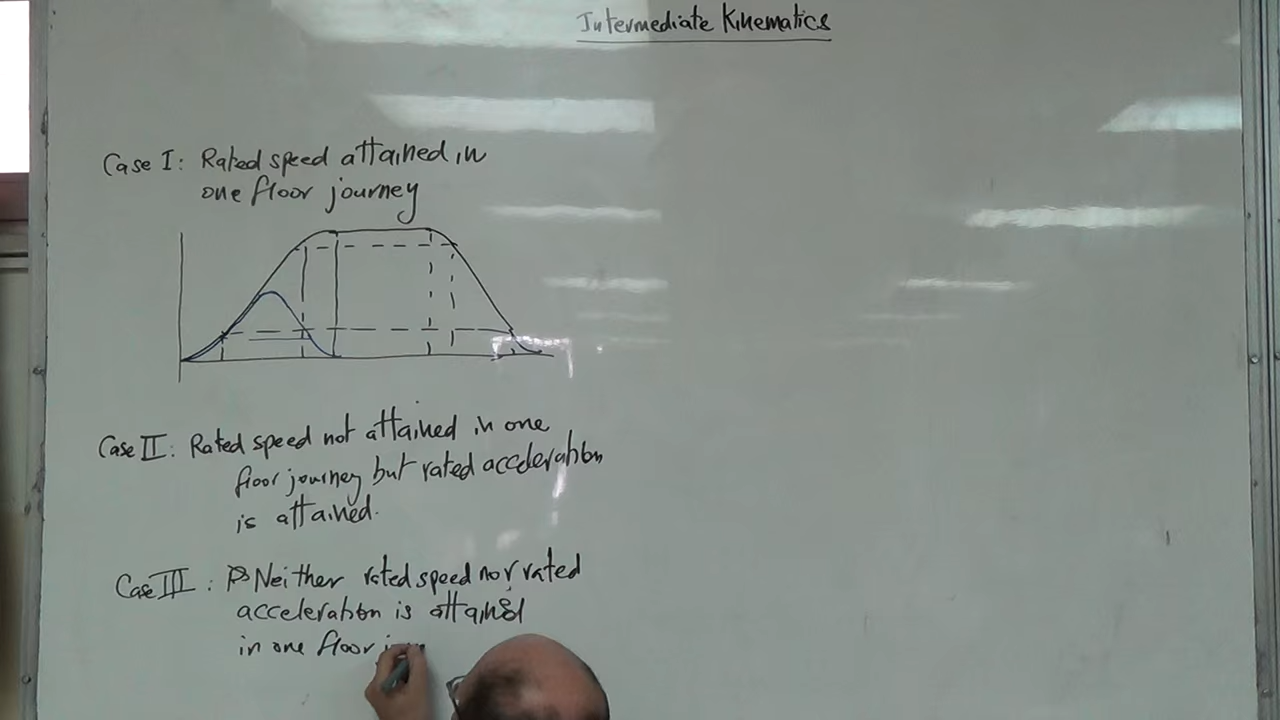 Intermediate Kinematics
Case I: Rated speed attained in
one floor journey
Case II: Rated speed not attained in one
floor journey but rated acceleration
is attained.
Case III: Neither rated speed nor rated
acceleration is attained
in one floor